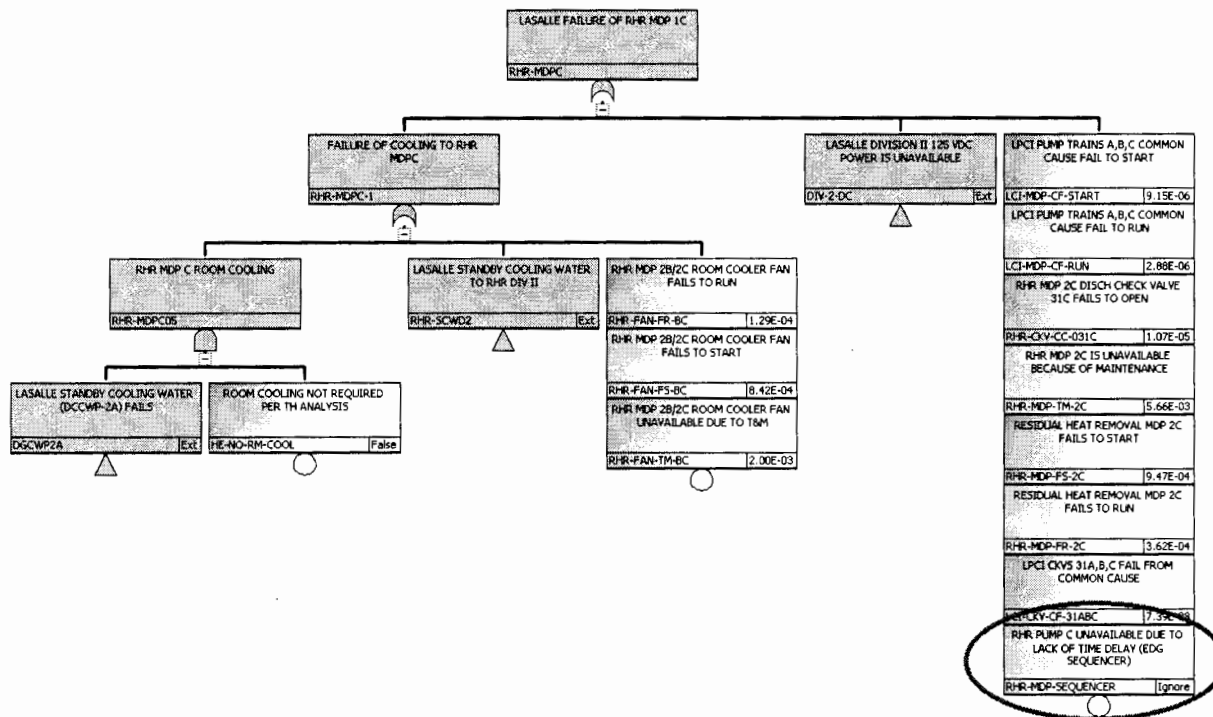 LASALLE FAILURE OF RHR MDP 1C
RHR-MDPC
FAILURE OF COOLING TO RHR
MDPC
RHR-MDPC-1
LASALLE DIVISION II 125 VDC
POWER IS UNAVAILABLE
DIV-2-DC Ext
LPCI PUMP TRAINS A,B,C COMMON
CAUSE FAIL TO START
LCI-MDP-CF-START 9.15E-06
LPCI PUMP TRAINS A,B,C COMMON
CAUSE FAIL TO RUN
LCI-MDP-CF-RUN 2.88E-06
RHR MDP 2C DISCH CHECK VALVE
31C FAILS TO OPEN
RHR-CKV-CC-031C 1.07E-05
RHR MDP 2C IS UNAVAILABLE
BECAUSE OF MAINTENANCE
RHR-MDP-TM-2C 5.66E-03
RESIDUAL HEAT REMOVAL MDP 2C
FAILS TO START
RHR-MDP-FS-2C 9.47E-04
RESIDUAL HEAT REMOVAL MDP 2C
FAILS TO RUN
RHR-MDP-FR-2C 3.62E-04
LPCI CKVS 31A,B,C FAIL FROM
COMMON CAUSE
LCI-CKV-CF-31ABC 7.39E-08
RHR PUMP C UNAVAILABLE DUE TO
LACK OF TIME DELAY (EDG
SEQUENCER)
RHR-MDP-SEQUENCER Ignore
RHR MDP C ROOM COOLING
RHR-MDPC05
LASALLE STANDBY COOLING WATER
TO RHR DIV II
RHR-SCWD2 Ext
RHR MDP 2B/2C ROOM COOLER FAN
FAILS TO RUN
RHR-FAN-FR-BC 1.29E-04
RHR MDP 2B/2C ROOM COOLER FAN
FAILS TO START
RHR-FAN-FS-BC 8.42E-04
RHR MDP 2B/2C ROOM COOLER FAN
UNAVAILABLE DUE TO T&M
RHR-FAN-TM-BC 2.00E-03
LASALLE STANDBY COOLING WATER
(DCCWP-2A) FAILS
DGCWP2A Ext
ROOM COOLING NOT REQUIRED
PER TH ANALYSIS
HE-NO-RM-COOL False